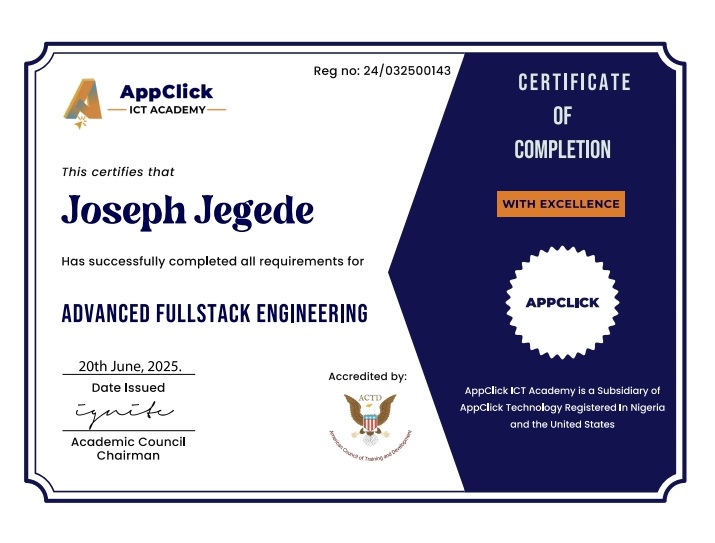 Reg no: 24/032500143
AppClick
ICT ACADEMY
This certifies that
Joseph Jegede
Has successfully completed all requirements for
ADVANCED FULLSTACK ENGINEERING
20th June, 2025.
Date Issued
ignite
Academic Council
Chairman
Accredited by:
ACTD
American Council of Training and Development
CERTIFICATE
OF
COMPLETION
WITH EXCELLENCE
APPCLICK
AppClick ICT Academy is a Subsidiary of
AppClick Technology Registered In Nigeria
and the United States